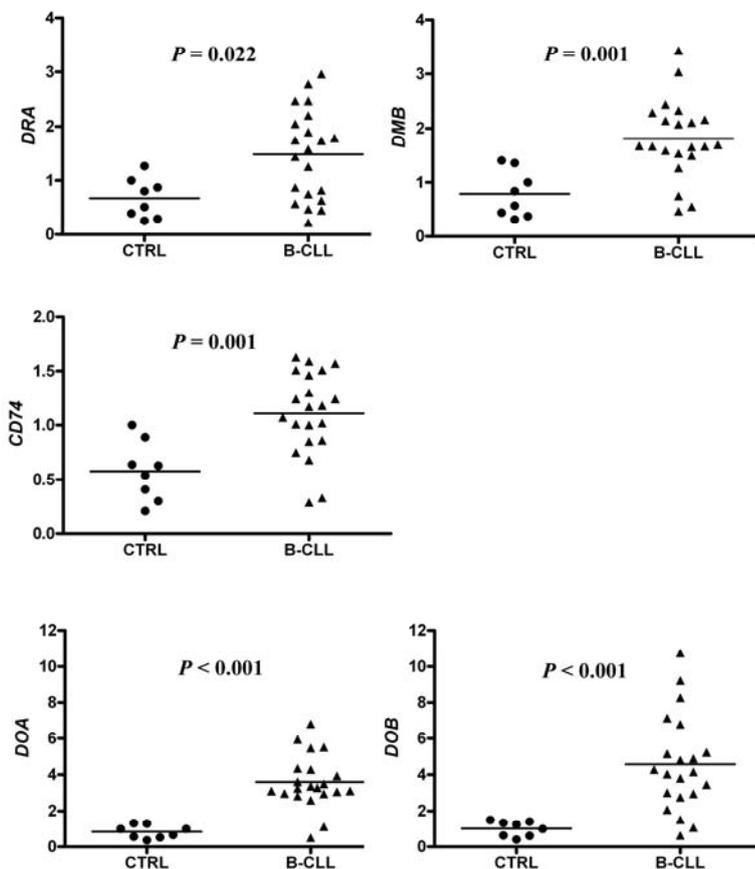 P = 0.022
DRA
4
3
2
1
0
CTRL B-CLL
P = 0.001
DMB
4
3
2
1
0
CTRL B-CLL
P = 0.001
CD74
2.0
1.5
1.0
0.5
0.0
CTRL B-CLL
P < 0.001
DOA
12
10
8
6
4
2
0
CTRL B-CLL
P < 0.001
DOB
12
10
8
6
4
2
0
CTRL B-CLL